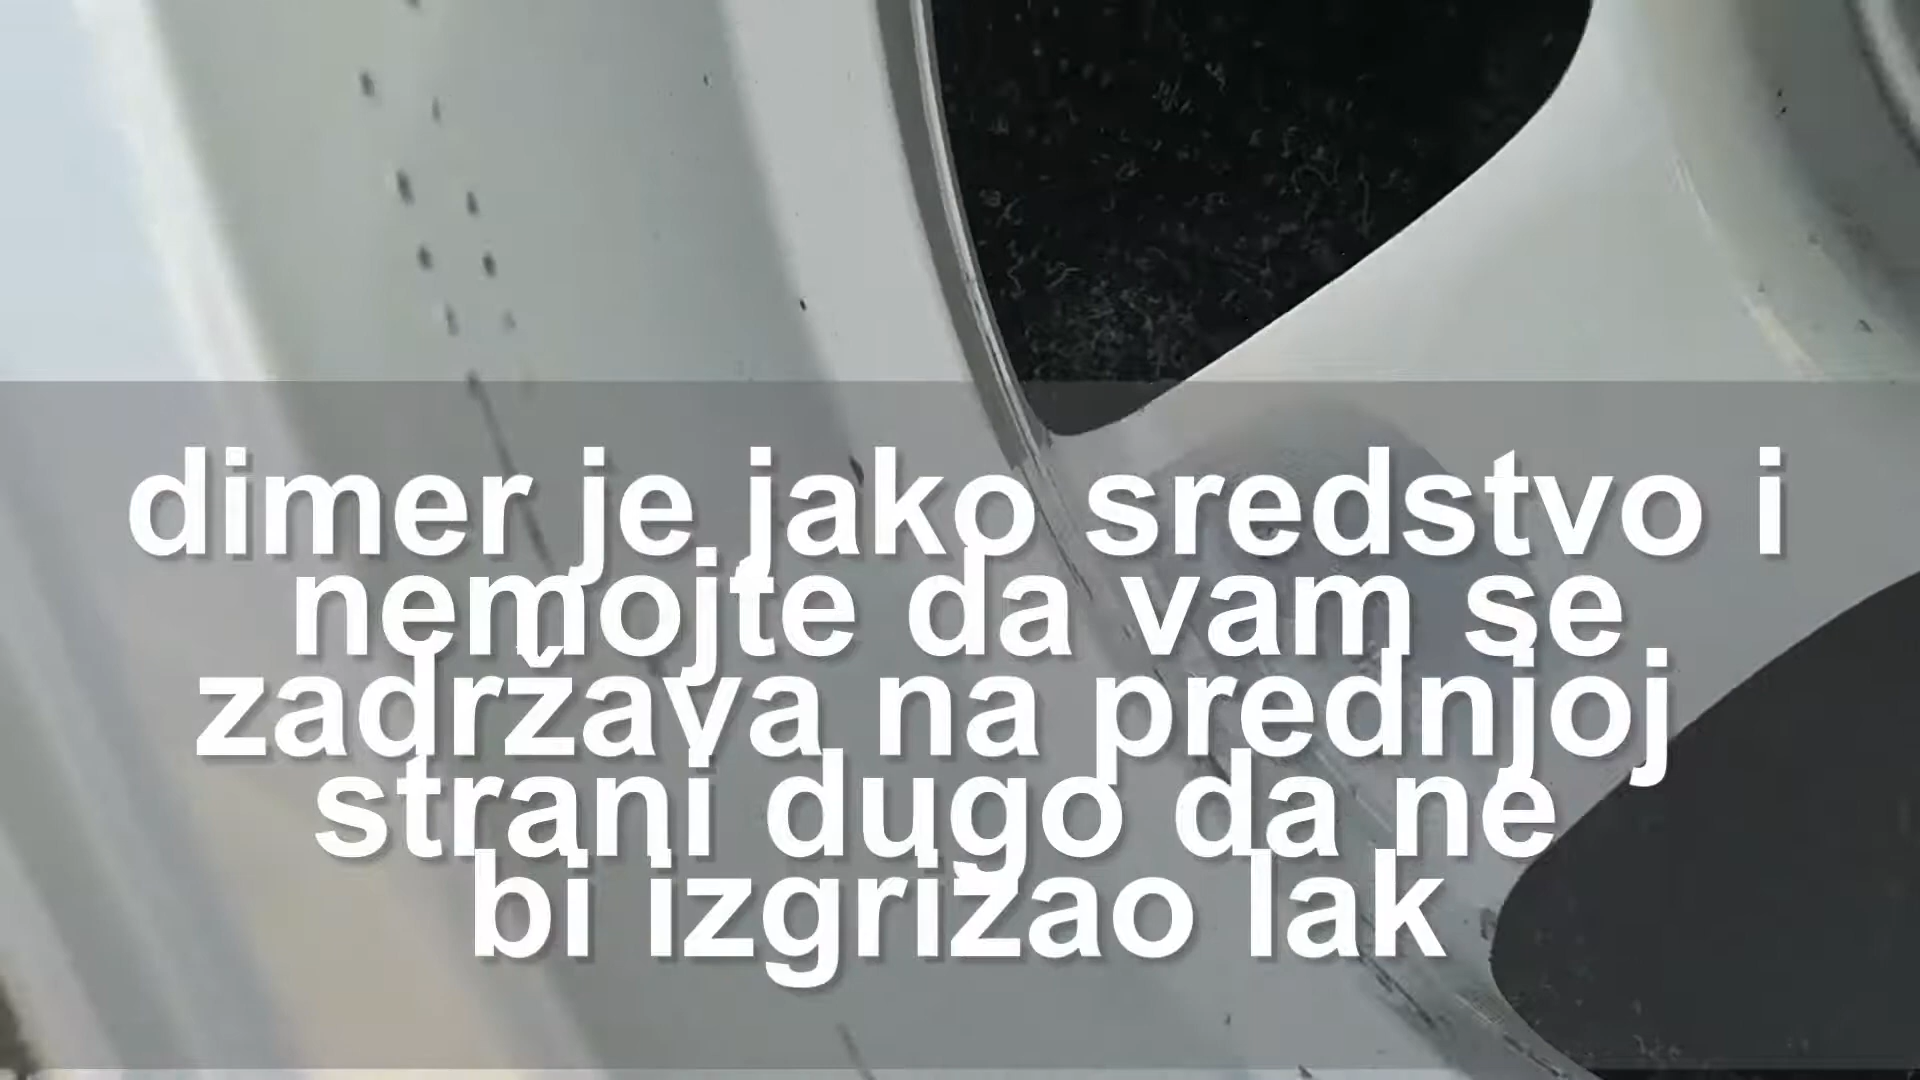 dimer je jako sredstvo i
nemojte da vam se
zadržava na prednjoj
strani dugo da ne
bi izgrizao lak